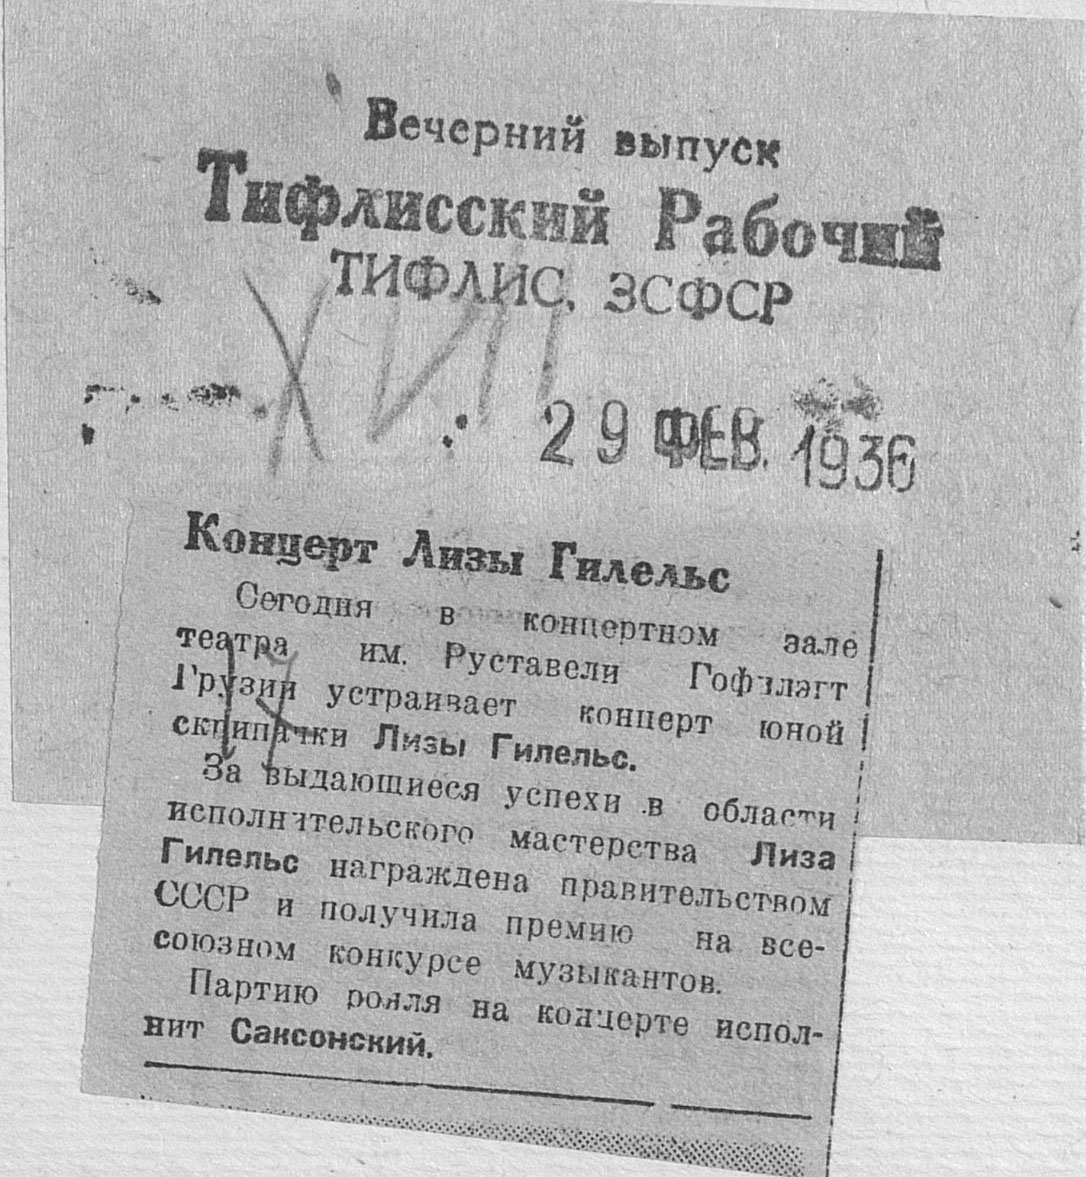 Вечерний выпуск
Тифлисский Рабочий
ТИФЛИС, ЗСФСР
29 ФЕВ. 1936
Концерт Лизы Гилельс
Сегодня в концертном зале
театра им. Руставели Гофилэгт
Грузии устраивает концерт юной
скрипачки Лизы Гилельс.
За выдающиеся успехи в области
исполнительского мастерства Лиза
Гилельс награждена правительством
СССР и получила премию на все-
союзном конкурсе музыкантов.
Партию рояля на концерте испол-
нит Саксонский.